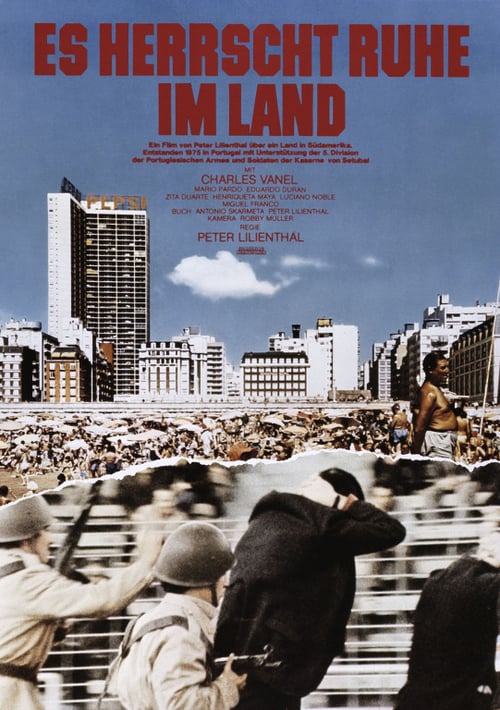 ES HERRSCHT RUHE
IM LAND
Ein Film von Peter Lilienthal über ein Land in Südamerika.
Entstanden 1975 in Portugal mit Unterstützung der 5. Division
der Portugiesischen Armee und Soldaten der Kaserne von Setubal
MIT
CHARLES VANEL
MARIO PARDO EDUARDO DURAN
ZITA DUARTE HENRIQUETA MAYA LUCIANO NOBLE
MIGUEL FRANCO
BUCH ANTONIO SKARMETA PETER LILIENTHAL
KAMERA ROBBY MÜLLER
REGIE
PETER LILIENTHAL
PEPSI